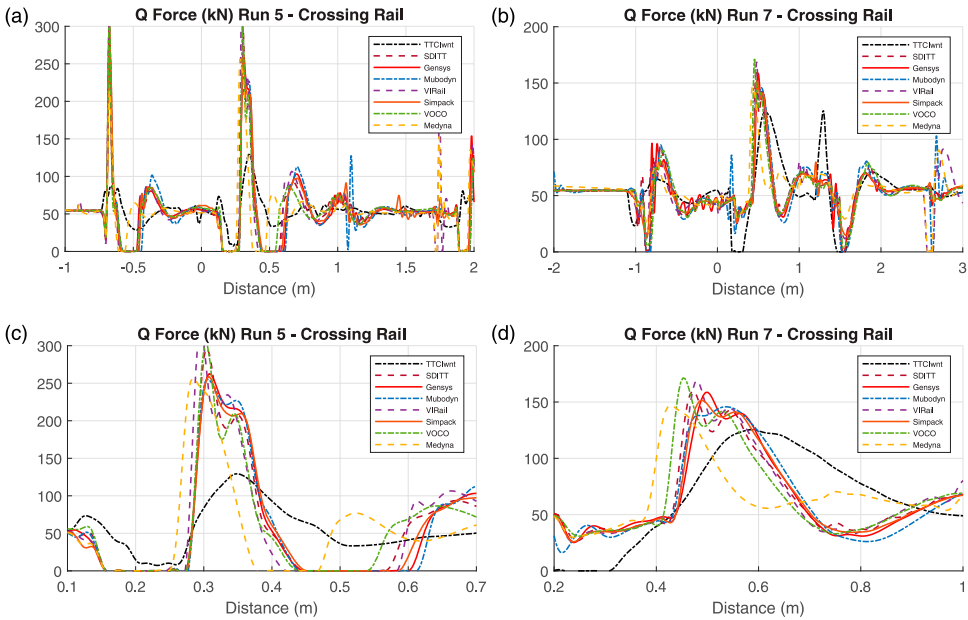 (a)
Q Force (kN) Run 5 - Crossing Rail
300
250
200
150
100
50
0
-1
-0.5
0
0.5
1
1.5
2
Distance (m)
TTCIwnt
SDITT
Gensys
Mubodyn
VIRail
Simpack
VOCO
Medyna
(b)
Q Force (kN) Run 7 - Crossing Rail
200
150
100
50
0
-2
-1
0
1
2
3
Distance (m)
TTCIwnt
SDITT
Gensys
Mubodyn
VIRail
Simpack
VOCO
Medyna
(c)
Q Force (kN) Run 5 - Crossing Rail
300
250
200
150
100
50
0
0.1
0.2
0.3
0.4
0.5
0.6
0.7
Distance (m)
TTCIwnt
SDITT
Gensys
Mubodyn
VIRail
Simpack
VOCO
Medyna
(d)
Q Force (kN) Run 7 - Crossing Rail
200
150
100
50
0
0.2
0.4
0.6
0.8
1
Distance (m)
TTCIwnt
SDITT
Gensys
Mubodyn
VIRail
Simpack
VOCO
Medyna